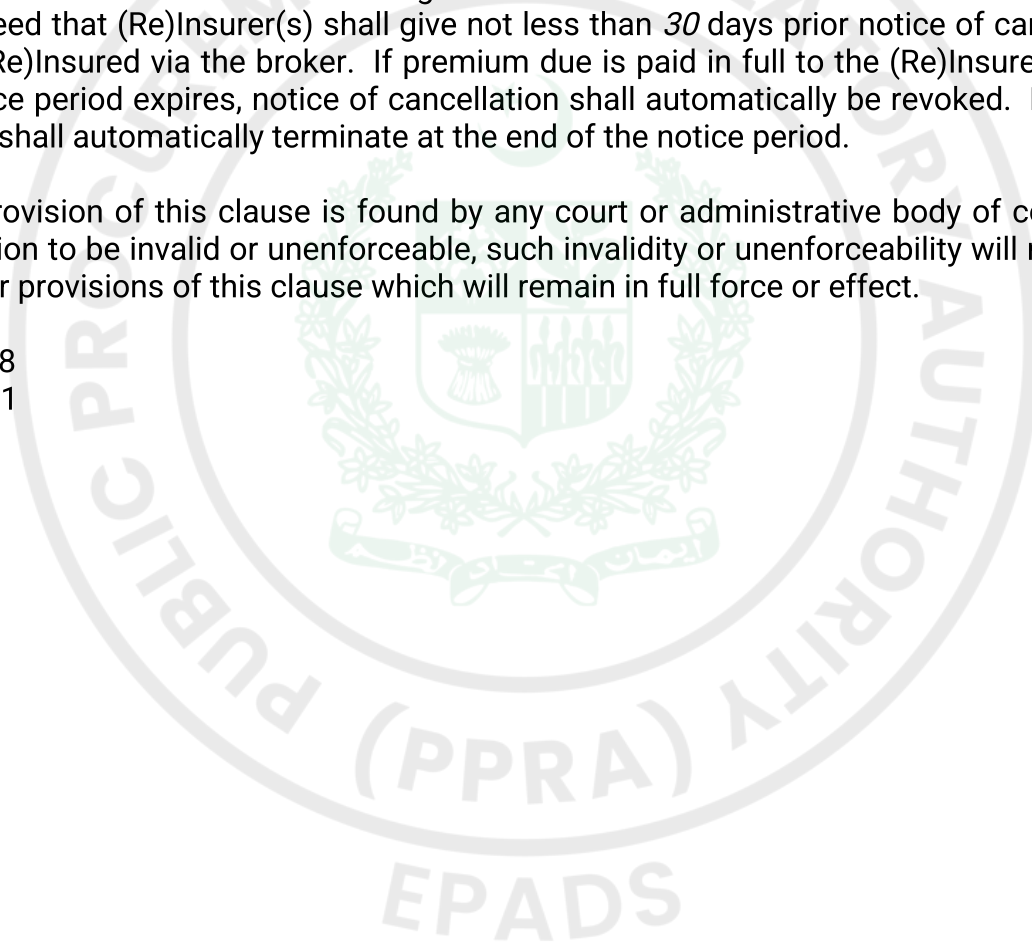 eed that (Re)Insurer(s) shall give not less than 30 days prior notice of can
Re)Insured via the broker. If premium due is paid in full to the (Re)Insure
ce period expires, notice of cancellation shall automatically be revoked.
shall automatically terminate at the end of the notice period.
rovision of this clause is found by any court or administrative body of co
ion to be invalid or unenforceable, such invalidity or unenforceability will
r provisions of this clause which will remain in full force or effect.
8
1
PUBLIC PROCUREMENT REGULATORY AUTHORITY
(PPRA)
EPADS